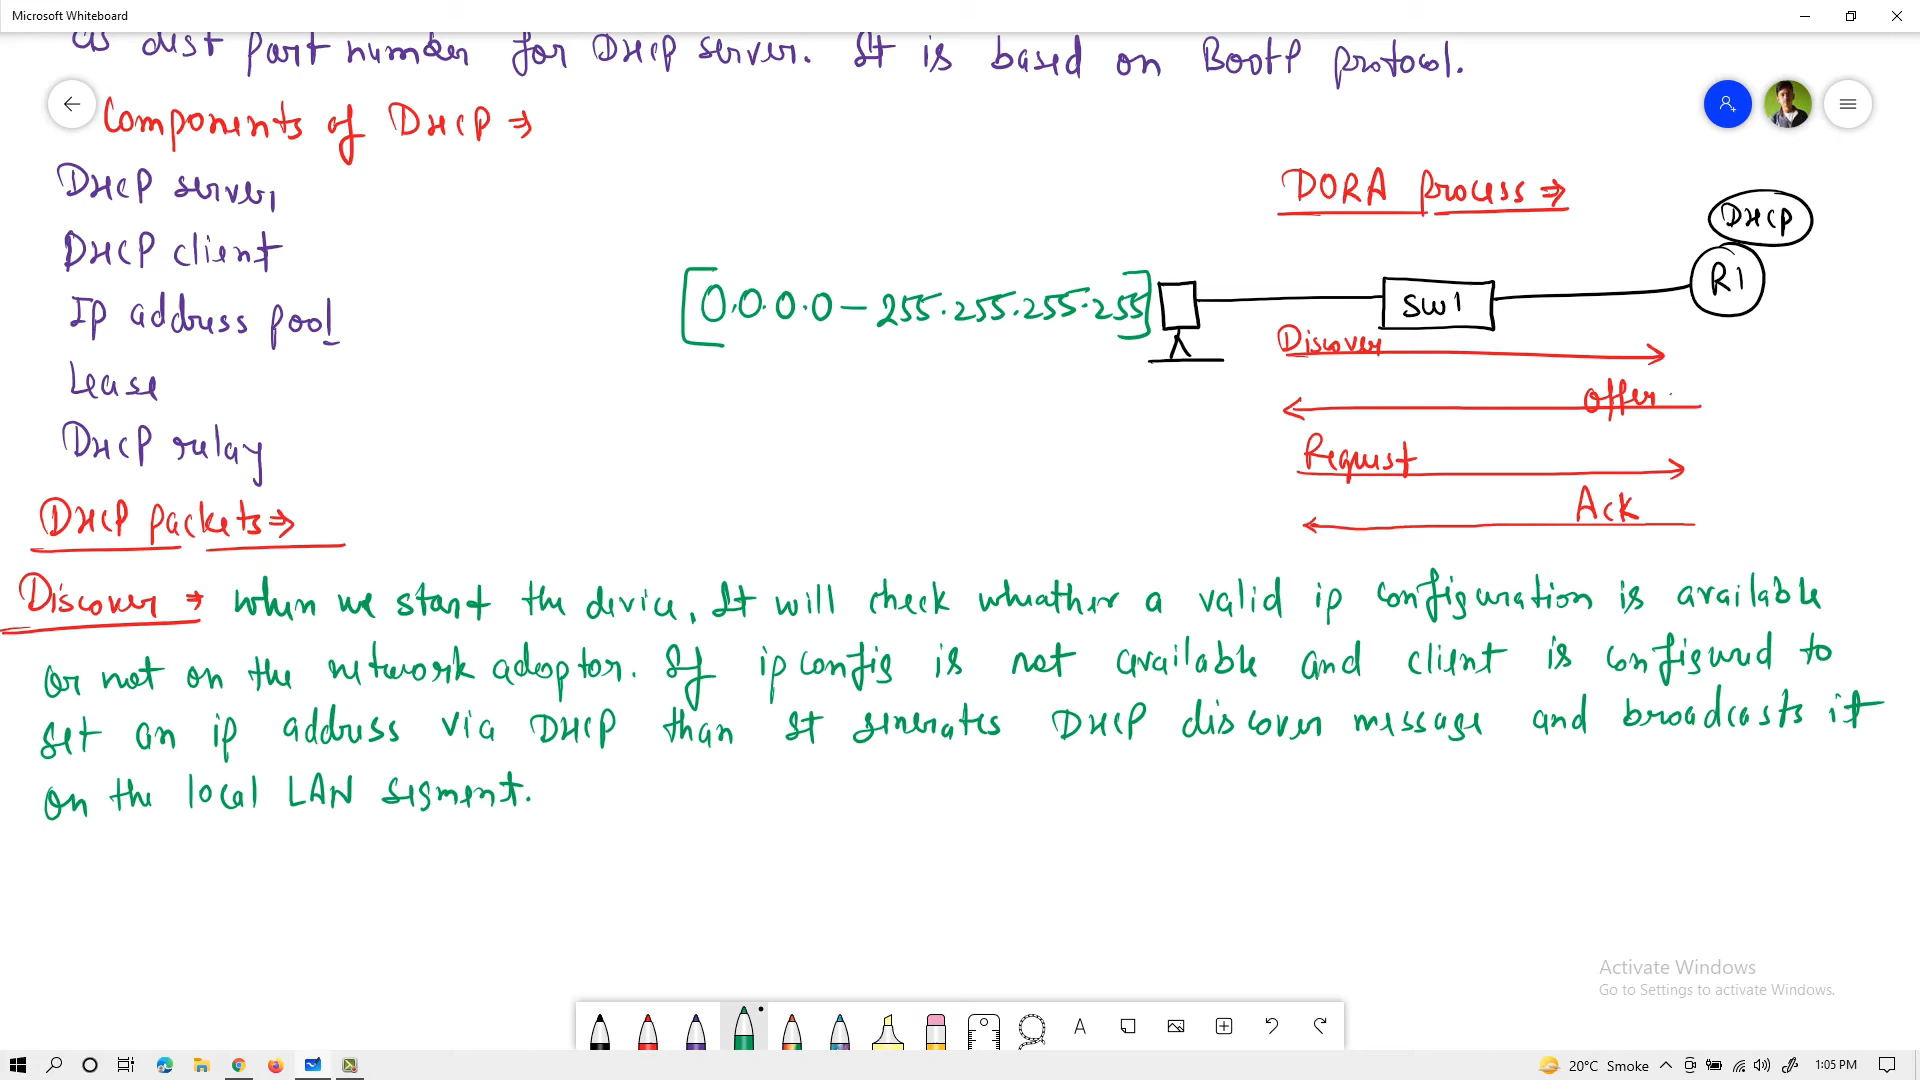 Microsoft Whiteboard
as dist Port number for DHCP server. It is based on BootP protocol.
Components of DHCP ⇒
DHCP server,
DHCP client
Ip address pool
Lease
DHCP relay
DHCP packets ⇒
DORA process ⇒
DHCP
R1
[0.0.0.0 – 255.255.255.255]
SW1
Discover
Offer
Request
Ack
Discover → when we start the device, It will check wheather a valid ip configuration is available
or not on the network adoptor. If ip config is not available and client is configured to
get an ip address via DHCP than It generates DHCP discover message and broadcasts it
on the local LAN segment.
Activate Windows
Go to Settings to activate Windows.
A
20°C Smoke
1:05 PM